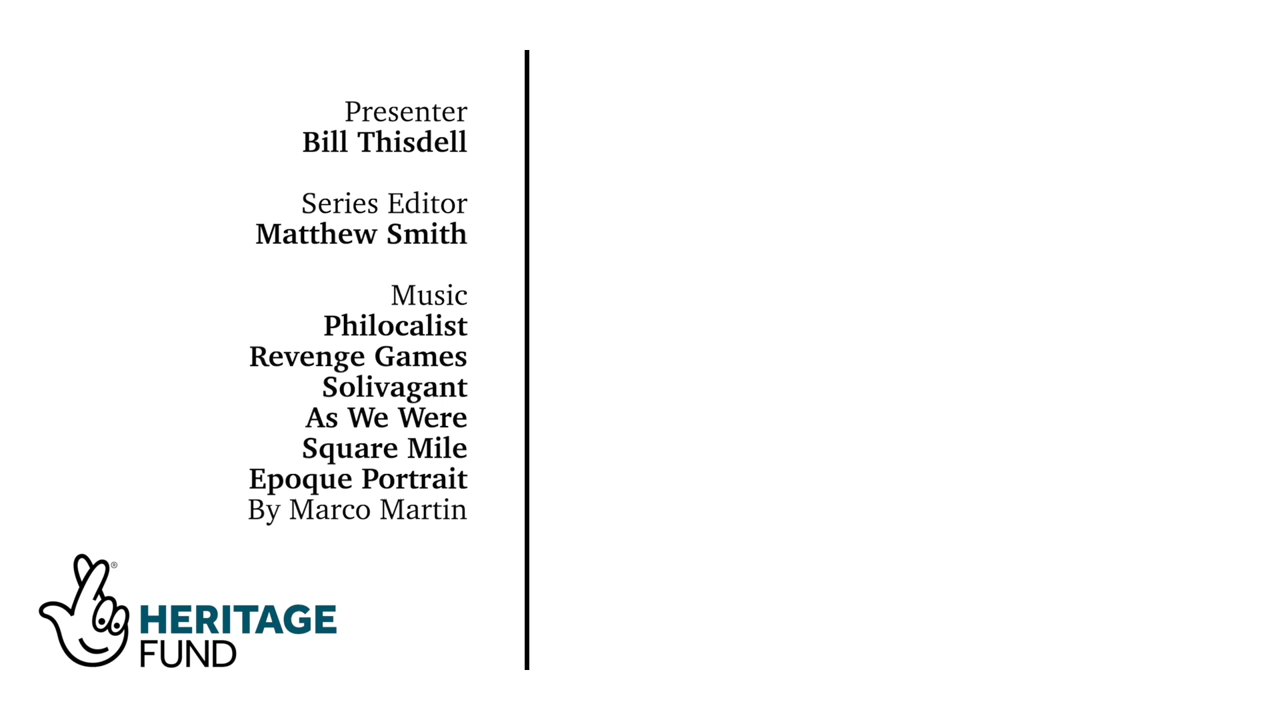 Presenter
Bill Thisdell
Series Editor
Matthew Smith
Music
Philocalist
Revenge Games
Solivagant
As We Were
Square Mile
Epoque Portrait
By Marco Martin
®
HERITAGE
FUND